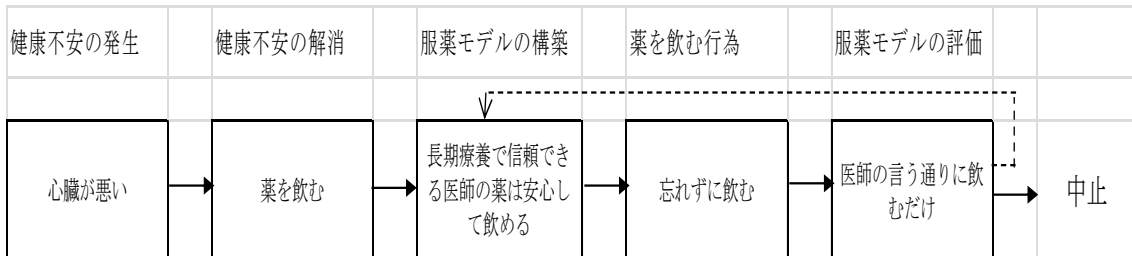 健康不安の発生
健康不安の解消
服薬モデルの構築
薬を飲む行為
服薬モデルの評価
心臓が悪い
薬を飲む
長期療養で信頼でき
る医師の薬は安心し
て飲める
忘れずに飲む
医師の言う通りに飲
むだけ
中止